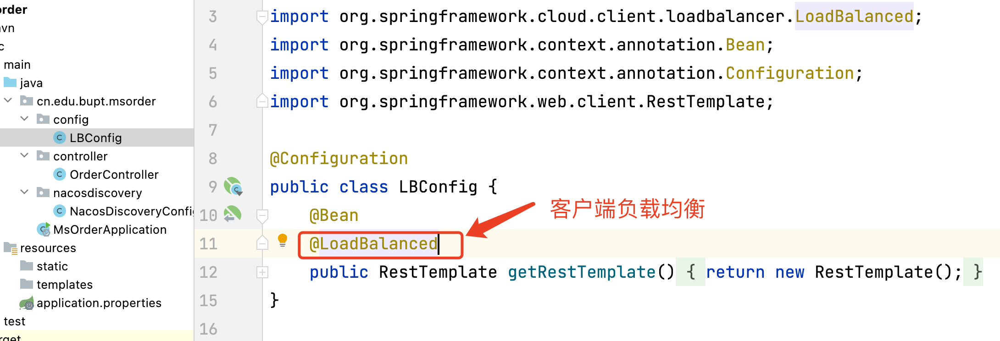 order
vn
c
main
java
cn.edu.bupt.msorder
config
LBConfig
controller
OrderController
nacosdiscovery
NacosDiscoveryConfi
MsOrderApplication
resources
static
templates
application.properties
test
rget
3 import org.springframework.cloud.client.loadbalancer.LoadBalanced;
4 import org.springframework.context.annotation.Bean;
5 import org.springframework.context.annotation.Configuration;
6 import org.springframework.web.client.RestTemplate;
7
8 @Configuration
9 public class LBConfig {
10 @Bean
客户端负载均衡
11 @LoadBalanced
12 public RestTemplate getRestTemplate() { return new RestTemplate(); }
15 }
16